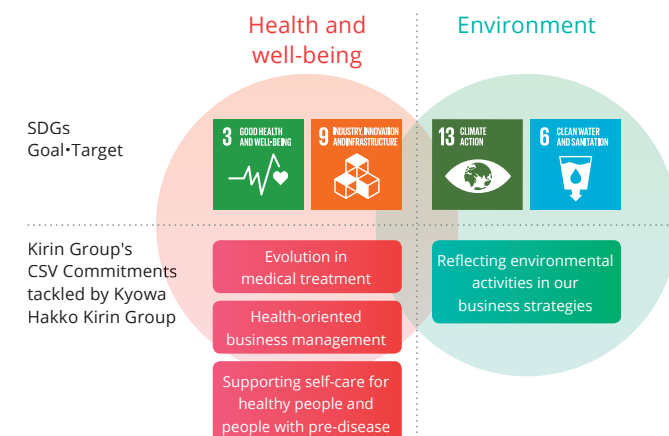 Health and
well-being
Environment
SDGs
Goal•Target
3 GOOD HEALTH
AND WELL-BEING
9 INDUSTRY, INNOVATION
AND INFRASTRUCTURE
13 CLIMATE
ACTION
6 CLEAN WATER
AND SANITATION
Kirin Group's
CSV Commitments
tackled by Kyowa
Hakko Kirin Group
Evolution in
medical treatment
Health-oriented
business management
Supporting self-care for
healthy people and
people with pre-disease
Reflecting environmental
activities in our
business strategies